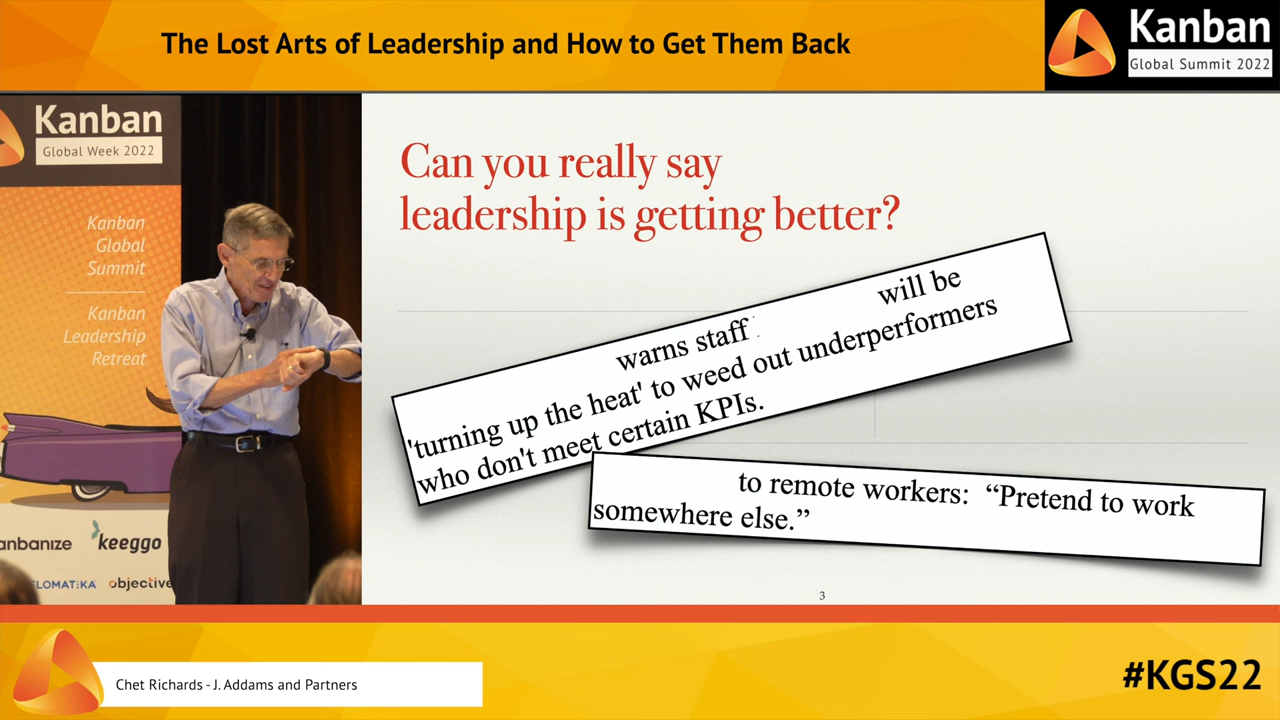 The Lost Arts of Leadership and How to Get Them Back
Kanban
Global Summit 2022
Kanban
Global Week 2022
Kanban
Global
Summit
Kanban
Leadership
Retreat
anbanize
keeggo
objective
Can you really say
leadership is getting better?
warns staff will be
'turning up the heat' to weed out underperformers
who don't meet certain KPIs.
to remote workers: “Pretend to work
somewhere else.”
3
Chet Richards - J. Addams and Partners
#KGS22